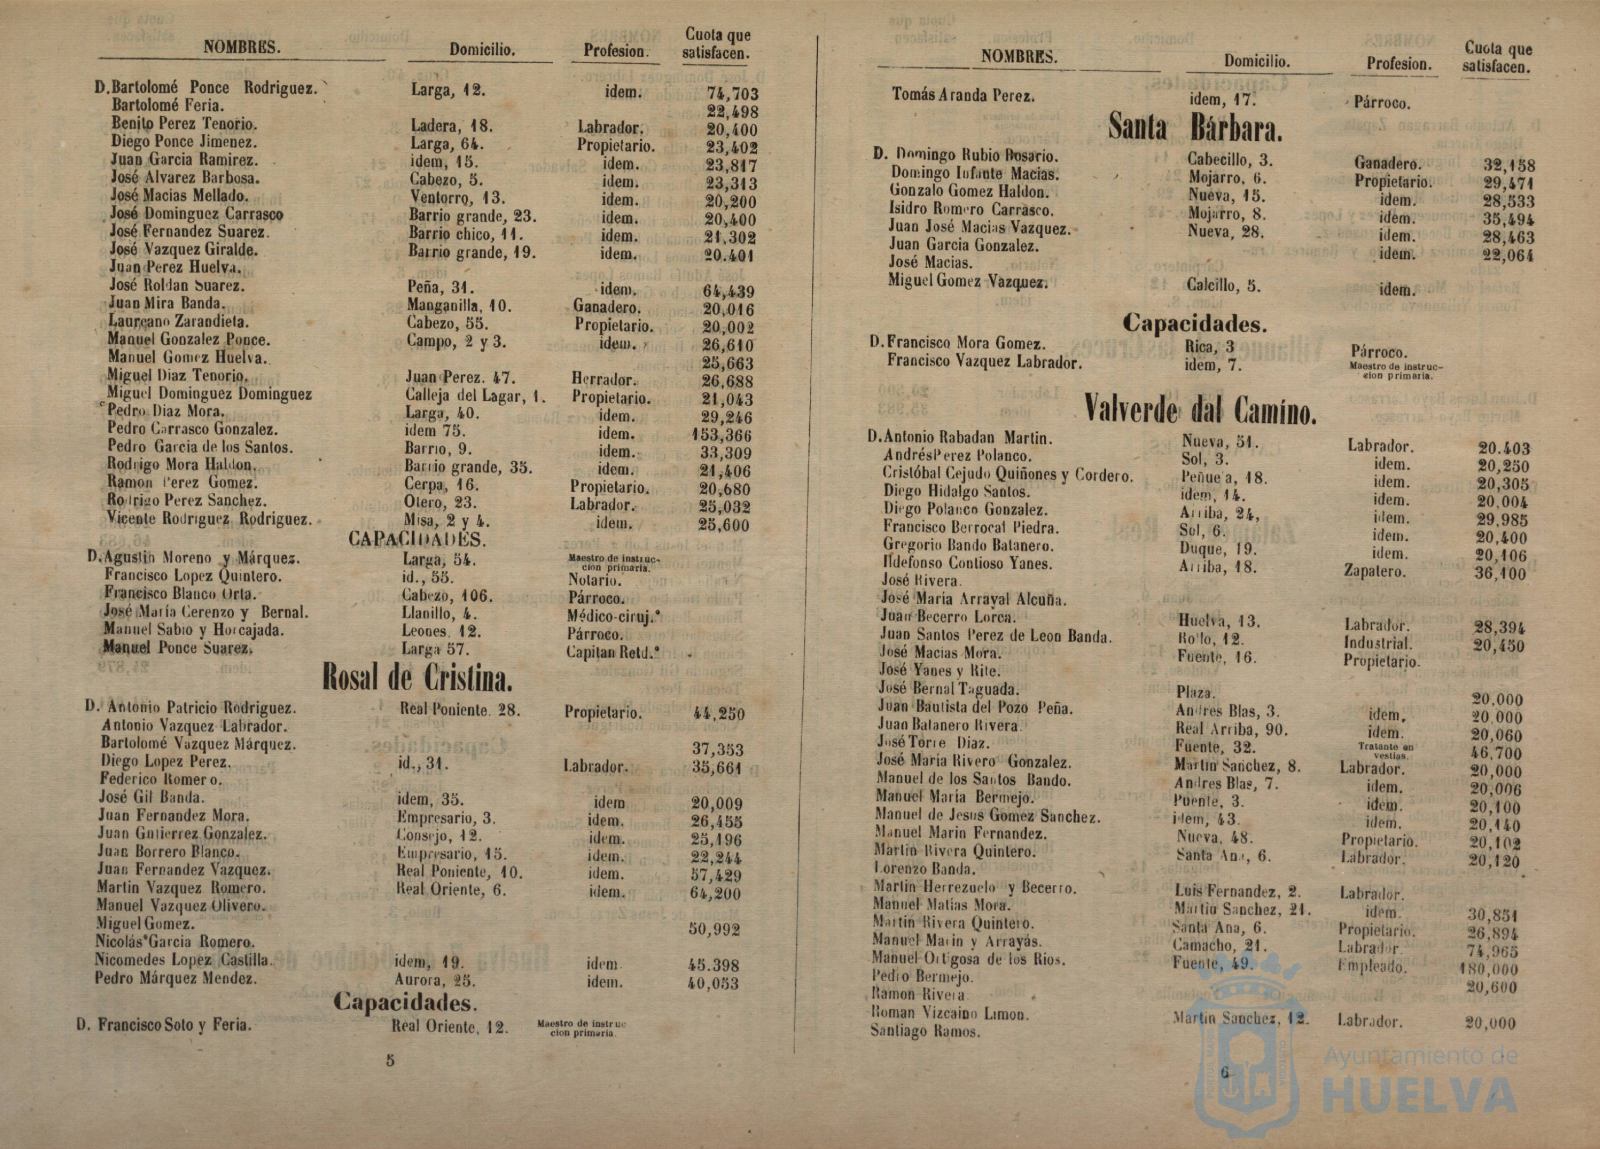 NOMBRES. Domicilio. Profesion. Cuota que satisfacen.
D. Bartolomé Ponce Rodriguez. Larga, 12. idem. 74,703
Bartolomé Feria. 22,498
Benito Perez Tenorio. Ladera, 18. Labrador. 20,400
Diego Ponce Jimenez. Larga, 64. Propietario. 23,402
Juan Garcia Ramirez. idem, 15. idem. 23,817
José Alvarez Barbosa. Cabezo, 5. idem. 23,313
José Macias Mellado. Ventorro, 13. idem. 20,200
José Dominguez Carrasco Barrio grande, 23. idem. 20,400
José Fernandez Suarez. Barrio chico, 11. idem. 21,302
José Vazquez Giralde. Barrio grande, 19. idem. 20.401
Juan Perez Huelva.
José Roldan Suarez. Peña, 31. idem. 64,439
Juan Mira Banda. Manganilla, 10. Ganadero. 20,016
Laureano Zarandieta. Cabezo, 55. Propietario. 20,002
Manuel Gonzalez Ponce. Campo, 2 y 3. idem. 26,610
Manuel Gomez Huelva. 25,663
Miguel Diaz Tenorio. Juan Perez. 47. Herrador. 26,688
Miguel Dominguez Dominguez Calleja del Lagar, 1. Propietario. 21,043
Pedro Diaz Mora. Larga, 40. idem. 29,246
Pedro Carrasco Gonzalez. idem 75. idem. 153,366
Pedro Garcia de los Santos. Barrio, 9. idem. 33,309
Rodrigo Mora Haldon. Barrio grande, 35. idem. 21,406
Ramon Perez Gomez. Cerpa, 16. Propietario. 20,680
Rodrigo Perez Sanchez. Otero, 23. Labrador. 25,032
Vicente Rodriguez Rodriguez. Misa, 2 y 4. idem. 25,600
CAPACIDADES.
D. Agustin Moreno y Márquez. Larga, 54. Maestro de instruccion primaria.
Francisco Lopez Quintero. id., 55. Notario.
Francisco Blanco Orta. Cabezo, 106. Párroco.
José María Cerenzo y Bernal. Llanillo, 4. Médico-ciruj.º
Manuel Sabio y Horcajada. Leones. 12. Párroco.
Manuel Ponce Suarez. Larga 57. Capitan Retd.º
Rosal de Cristina.
D. Antonio Patricio Rodriguez. Real Poniente. 28. Propietario. 44,250
Antonio Vazquez Labrador.
Bartolomé Vazquez Márquez. 37,353
Diego Lopez Perez. id., 31. Labrador. 35,661
Federico Romero.
José Gil Banda. idem, 35. idem 20,009
Juan Fernandez Mora. Empresario, 3. idem. 26,455
Juan Gutierrez Gonzalez. Consejo, 12. idem. 25,196
Juan Borrero Blanco. Empresario, 15. idem. 22,244
Juan Fernandez Vazquez. Real Poniente, 10. idem. 57,429
Martin Vazquez Romero. Real Oriente, 6. idem. 64,200
Manuel Vazquez Olivero.
Miguel Gomez. 50,992
Nicolás Garcia Romero.
Nicomedes Lopez Castilla. idem, 19. idem 45.398
Pedro Márquez Mendez. Aurora, 25. idem. 40,053
Capacidades.
D. Francisco Soto y Feria. Real Oriente, 12. Maestro de instruccion primaria.
5
NOMBRES. Domicilio. Profesion. Cuota que satisfacen.
Tomás Aranda Perez. idem, 17. Párroco.
Santa Bárbara.
D. Domingo Rubio Rosario. Cabecillo, 3. Ganadero. 32,158
Domingo Infante Macias. Mojarro, 6. Propietario. 29,471
Gonzalo Gomez Haldon. Nueva, 15. idem. 28,533
Isidro Romero Carrasco. Mojarro, 8. idem. 35,494
Juan José Macias Vazquez. Nueva, 28. idem. 28,463
Juan Garcia Gonzalez. idem. 22,064
José Macias.
Miguel Gomez Vazquez. Calcillo, 5. idem.
Capacidades.
D. Francisco Mora Gomez. Rica, 3 Párroco.
Francisco Vazquez Labrador. idem, 7. Maestro de instruccion primaria.
Valverde dal Camino.
D. Antonio Rabadan Martin. Nueva, 51. Labrador. 20.403
Andrés Perez Polanco. Sol, 3. idem. 20,250
Cristóbal Cejudo Quiñones y Cordero. Peñuela, 18. idem. 20,305
Diego Hidalgo Santos. idem, 14. idem. 20,004
Diego Polanco Gonzalez. Arriba, 24, idem. 29,985
Francisco Berrocal Piedra. Sol, 6. idem. 20,400
Gregorio Bando Batanero. Duque, 19. idem. 20,106
Ildefonso Contioso Yanes. Arriba, 18. Zapatero. 36,100
José Rivera.
José Maria Arrayal Alcuña.
Juan Becerro Lorca. Huelva, 13. Labrador. 28,394
Juan Santos Perez de Leon Banda. Rollo, 12. Industrial. 20,450
José Macias Mora. Fuente, 16. Propietario.
José Yanes y Rite.
José Bernal Taguada. Plaza. 20,000
Juan Bautista del Pozo Peña. Andres Blas, 3. idem. 20,000
Juan Batanero Rivera. Real Arriba, 90. idem. 20,060
José Torre Diaz. Fuente, 32. Tratante en vestias. 46,700
José Maria Rivero Gonzalez. Martin Sanchez, 8. Labrador. 20,000
Manuel de los Santos Bando. Andres Blas, 7. idem. 20,006
Manuel María Bermejo. Puente, 3. idem. 20,100
Manuel de Jesus Gomez Sanchez. idem, 43. idem. 20,140
Manuel Marin Fernandez. Nueva, 48. Propietario. 20,102
Martin Rivera Quintero. Santa Ana, 6. Labrador. 20,120
Lorenzo Banda.
Martin Herrezuelo y Becerro. Luis Fernandez, 2. Labrador.
Manuel Matias Mora. Martin Sanchez, 21. idem. 30,851
Martin Rivera Quintero. Santa Ana, 6. Propietario. 26,894
Manuel Marin y Arrayás. Camacho, 21. Labrador. 74,965
Manuel Ortigosa de los Rios. Fuente, 49. Empleado. 180,000
Pedro Bermejo. 20,600
Ramon Rivera
Roman Vizcaino Limon. Martin Sanchez, 12. Labrador. 20,000
Santiago Ramos.
6
Ayuntamiento de
HUELVA